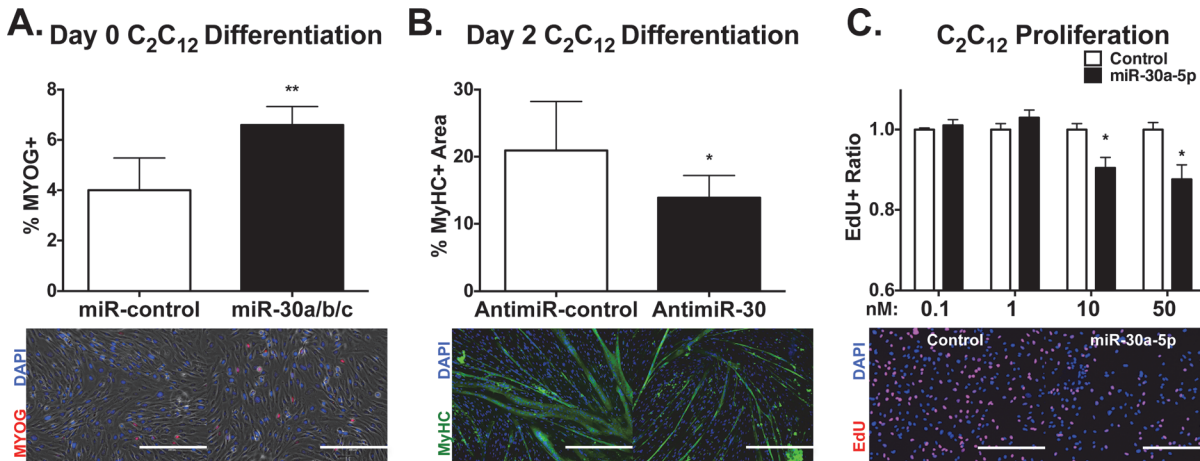 A. Day 0 C2C12 Differentiation
% MYOG+
8
6
4
2
0
**
miR-control miR-30a/b/c
MYOG DAPI
B. Day 2 C2C12 Differentiation
% MyHC+ Area
30
20
10
0
*
AntimiR-control AntimiR-30
MyHC DAPI
C. C2C12 Proliferation
Control
miR-30a-5p
EdU+ Ratio
1.0
0.8
0.6
*
*
nM: 0.1 1 10 50
EdU DAPI
Control miR-30a-5p